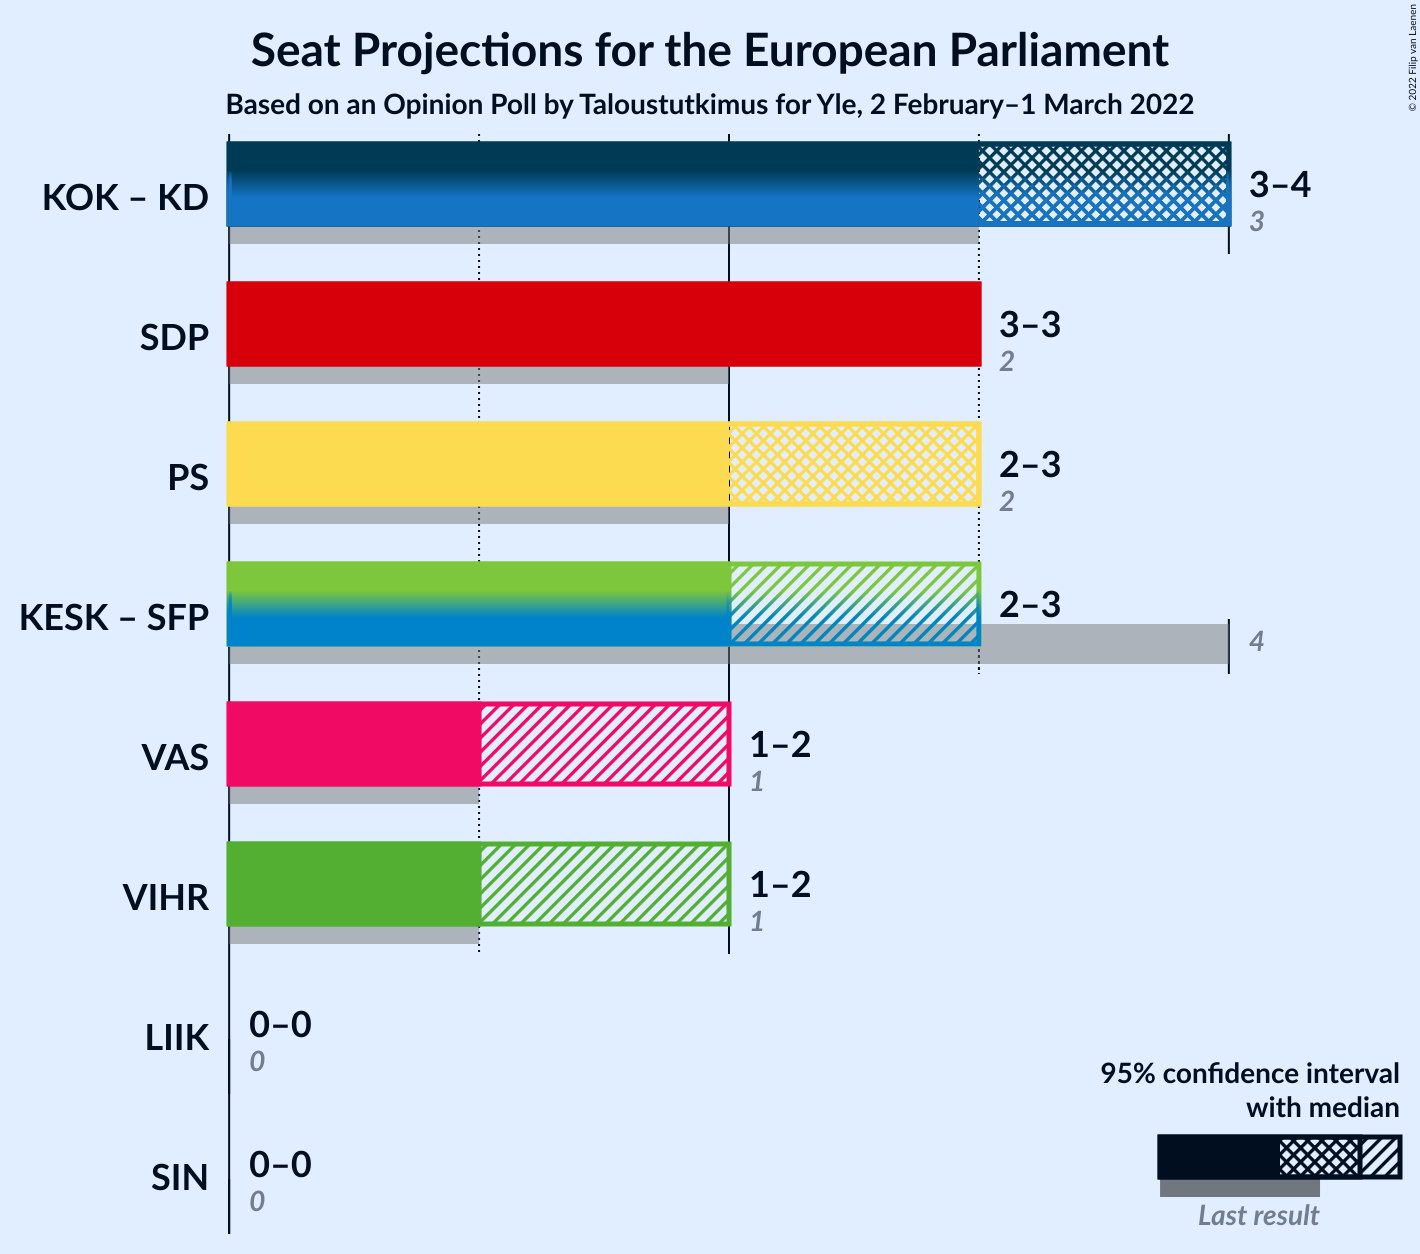 Seat Projections for the European Parliament
Based on an Opinion Poll by Taloustutkimus for Yle, 2 February–1 March 2022
© 2022 Filip van Laenen
KOK – KD
3–4
3
SDP
3–3
2
PS
2–3
2
KESK – SFP
2–3
4
VAS
1–2
1
VIHR
1–2
1
LIIK
0–0
0
SIN
0–0
0
95% confidence interval
with median
Last result